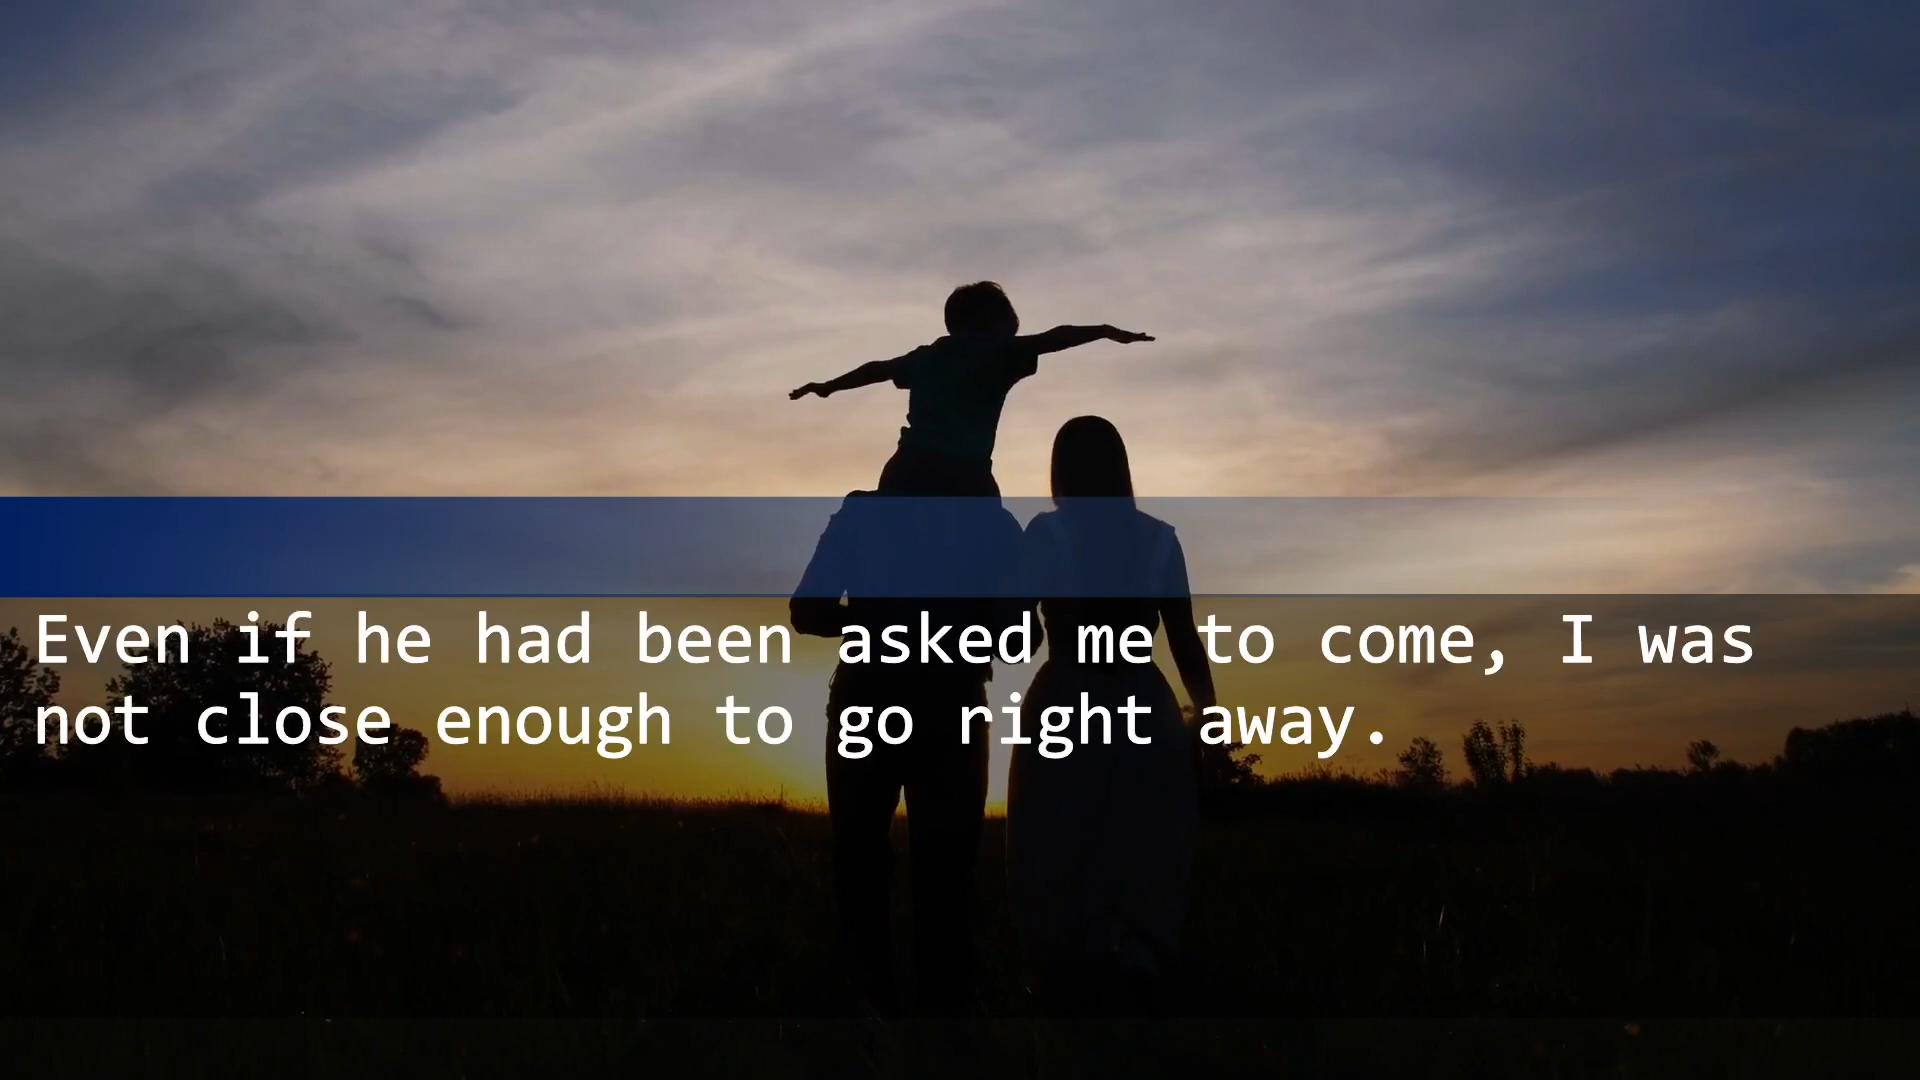 Even if he had been asked me to come, I was
not close enough to go right away.